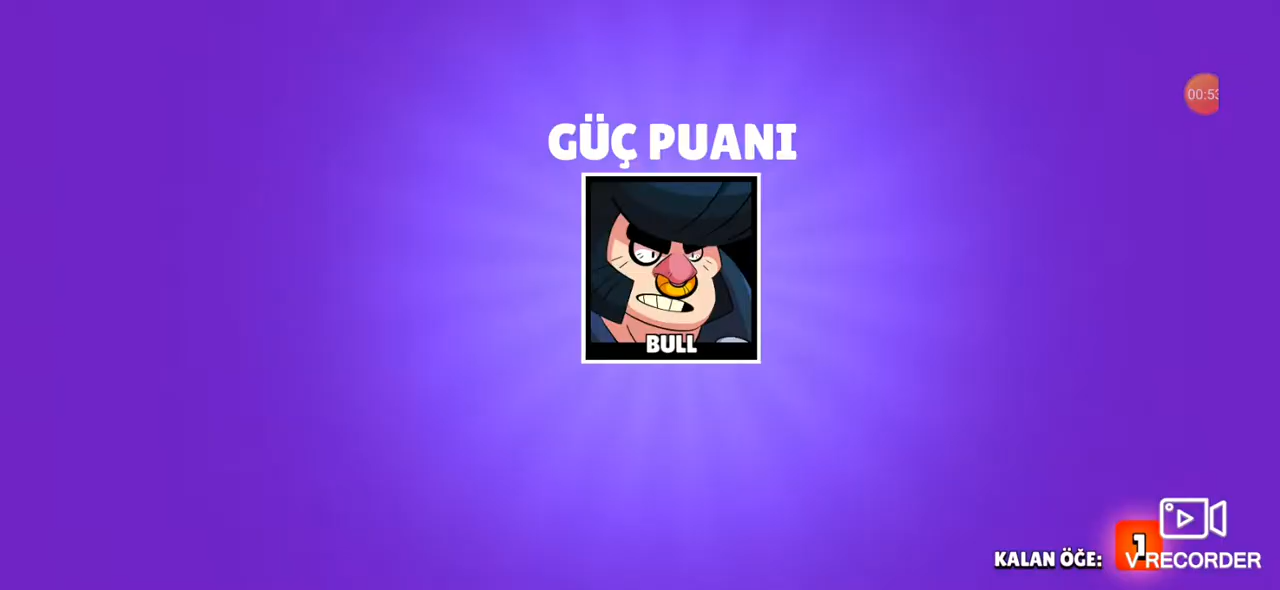 00:53
GÜÇ PUANI
BULL
KALAN ÖĞE: 1
V RECORDER